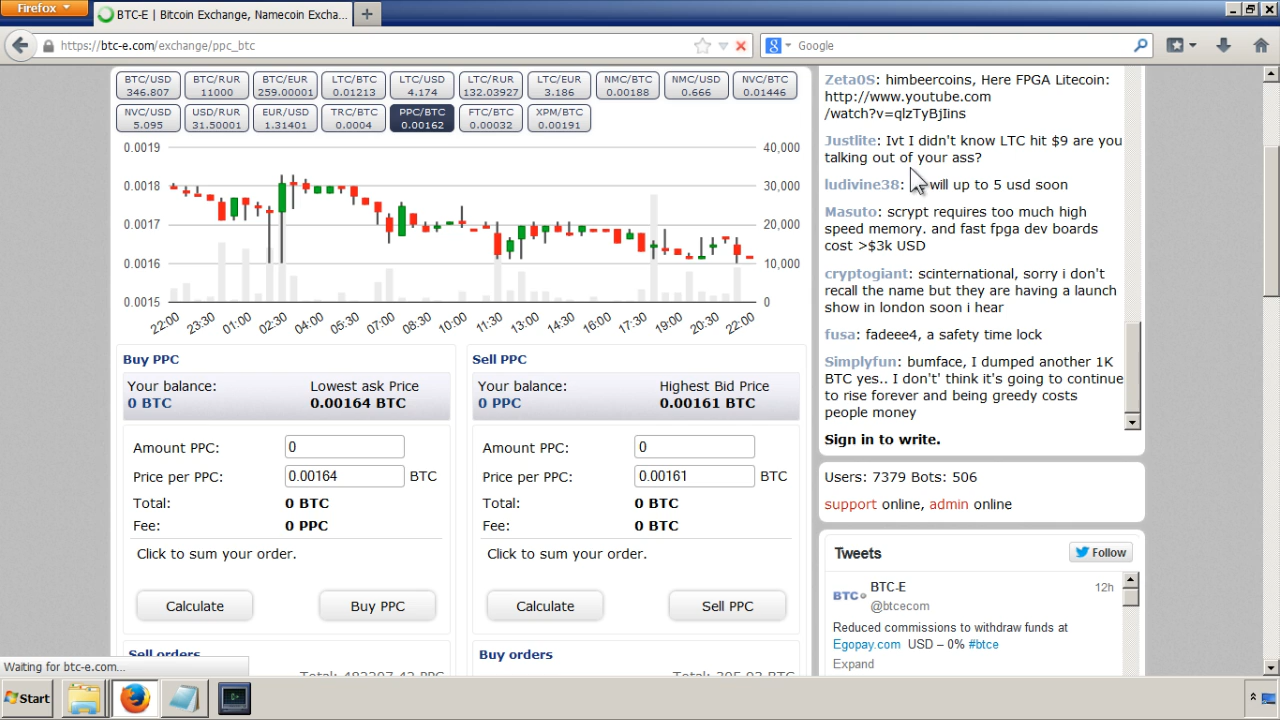 Firefox
BTC-E | Bitcoin Exchange, Namecoin Excha...
https://btc-e.com/exchange/ppc_btc
Google
BTC/USD
346.807
BTC/RUR
11000
BTC/EUR
259.00001
LTC/BTC
0.01213
LTC/USD
4.174
LTC/RUR
132.03927
LTC/EUR
3.186
NMC/BTC
0.00188
NMC/USD
0.666
NVC/BTC
0.01446
NVC/USD
5.095
USD/RUR
31.50001
EUR/USD
1.31401
TRC/BTC
0.0004
PPC/BTC
0.00162
FTC/BTC
0.00032
XPM/BTC
0.00191
0.0019
0.0018
0.0017
0.0016
0.0015
40,000
30,000
20,000
10,000
0
22:00
23:30
01:00
02:30
04:00
05:30
07:00
08:30
10:00
11:30
13:00
14:30
16:00
17:30
19:00
20:30
22:00
Buy PPC
Your balance:
Lowest ask Price
0 BTC
0.00164 BTC
Amount PPC:
0
Price per PPC:
0.00164
BTC
Total:
0 BTC
Fee:
0 PPC
Click to sum your order.
Calculate
Buy PPC
Sell orders
Total: 482207.42 PPC
Sell PPC
Your balance:
Highest Bid Price
0 PPC
0.00161 BTC
Amount PPC:
0
Price per PPC:
0.00161
BTC
Total:
0 BTC
Fee:
0 BTC
Click to sum your order.
Calculate
Sell PPC
Buy orders
Total: 305.93 BTC
Zeta0S: himbeercoins, Here FPGA Litecoin:
http://www.youtube.com
/watch?v=qlzTyBjIins
Justlite: Ivt I didn't know LTC hit $9 are you
talking out of your ass?
ludivine38: will up to 5 usd soon
Masuto: scrypt requires too much high
speed memory. and fast fpga dev boards
cost >$3k USD
cryptogiant: scinternational, sorry i don't
recall the name but they are having a launch
show in london soon i hear
fusa: fadeee4, a safety time lock
Simplyfun: bumface, I dumped another 1K
BTC yes.. I don't' think it's going to continue
to rise forever and being greedy costs
people money
Sign in to write.
Users: 7379 Bots: 506
support online, admin online
Tweets
Follow
BTC-E
12h
BTC
@btcecom
Reduced commissions to withdraw funds at
Egopay.com USD – 0% #btce
Expand
Waiting for btc-e.com...
Start